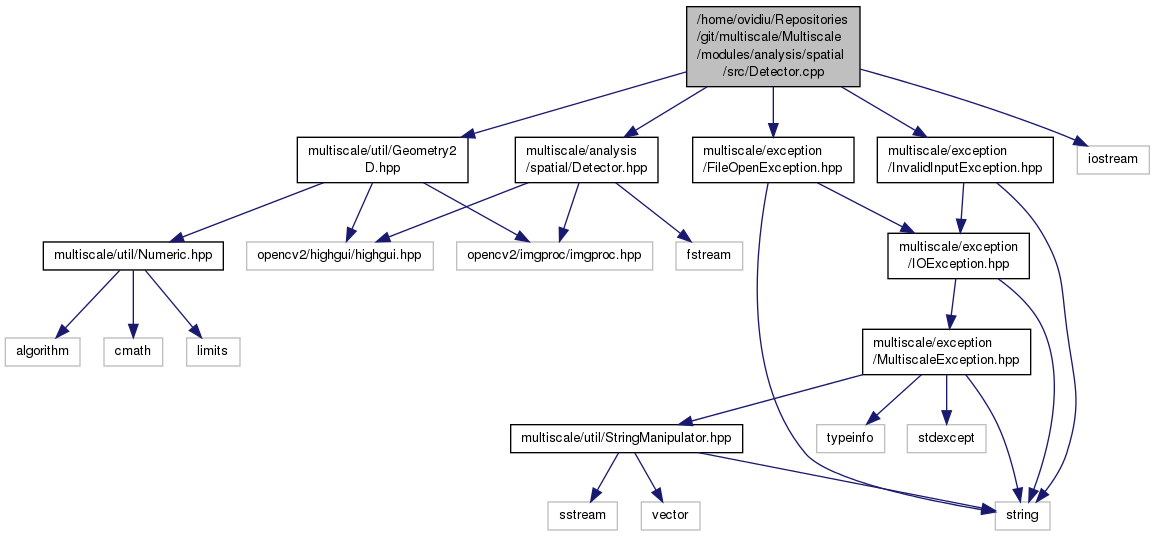 /home/ovidiu/Repositories
/git/multiscale/Multiscale
/modules/analysis/spatial
/src/Detector.cpp
multiscale/util/Geometry2
D.hpp
multiscale/analysis
/spatial/Detector.hpp
multiscale/exception
/FileOpenException.hpp
multiscale/exception
/InvalidInputException.hpp
iostream
multiscale/util/Numeric.hpp
opencv2/highgui/highgui.hpp
opencv2/imgproc/imgproc.hpp
fstream
multiscale/exception
/IOException.hpp
algorithm
cmath
limits
multiscale/exception
/MultiscaleException.hpp
multiscale/util/StringManipulator.hpp
typeinfo
stdexcept
sstream
vector
string